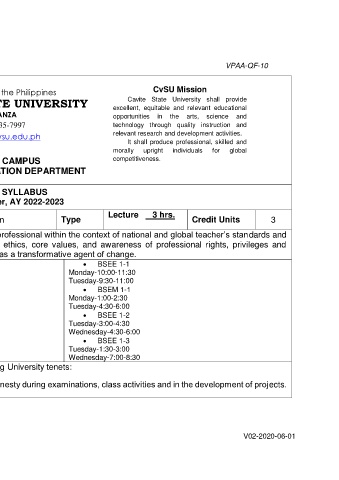 VPAA-QF-10
the Philippines
TE UNIVERSITY
ANZA
35-7997
vsu.edu.ph
CAMPUS
TION DEPARTMENT
CvSU Mission
Cavite State University shall provide
excellent, equitable and relevant educational
opportunities in the arts, science and
technology through quality instruction and
relevant research and development activities.
It shall produce professional, skilled and
morally upright individuals for global
competitiveness.
SYLLABUS
er, AY 2022-2023
n
Type
Lecture 3 hrs.
Credit Units
3
rofessional within the context of national and global teacher's standards and
ethics, core values, and awareness of professional rights, privileges and
as a transformative agent of change.
• BSEE 1-1
Monday-10:00-11:30
Tuesday-9:30-11:00
• BSEM 1-1
Monday-1:00-2:30
Tuesday-4:30-6:00
• BSEE 1-2
Tuesday-3:00-4:30
Wednesday-4:30-6:00
• BSEE 1-3
Tuesday-1:30-3:00
Wednesday-7:00-8:30
g University tenets:
nesty during examinations, class activities and in the development of projects.
V02-2020-06-01